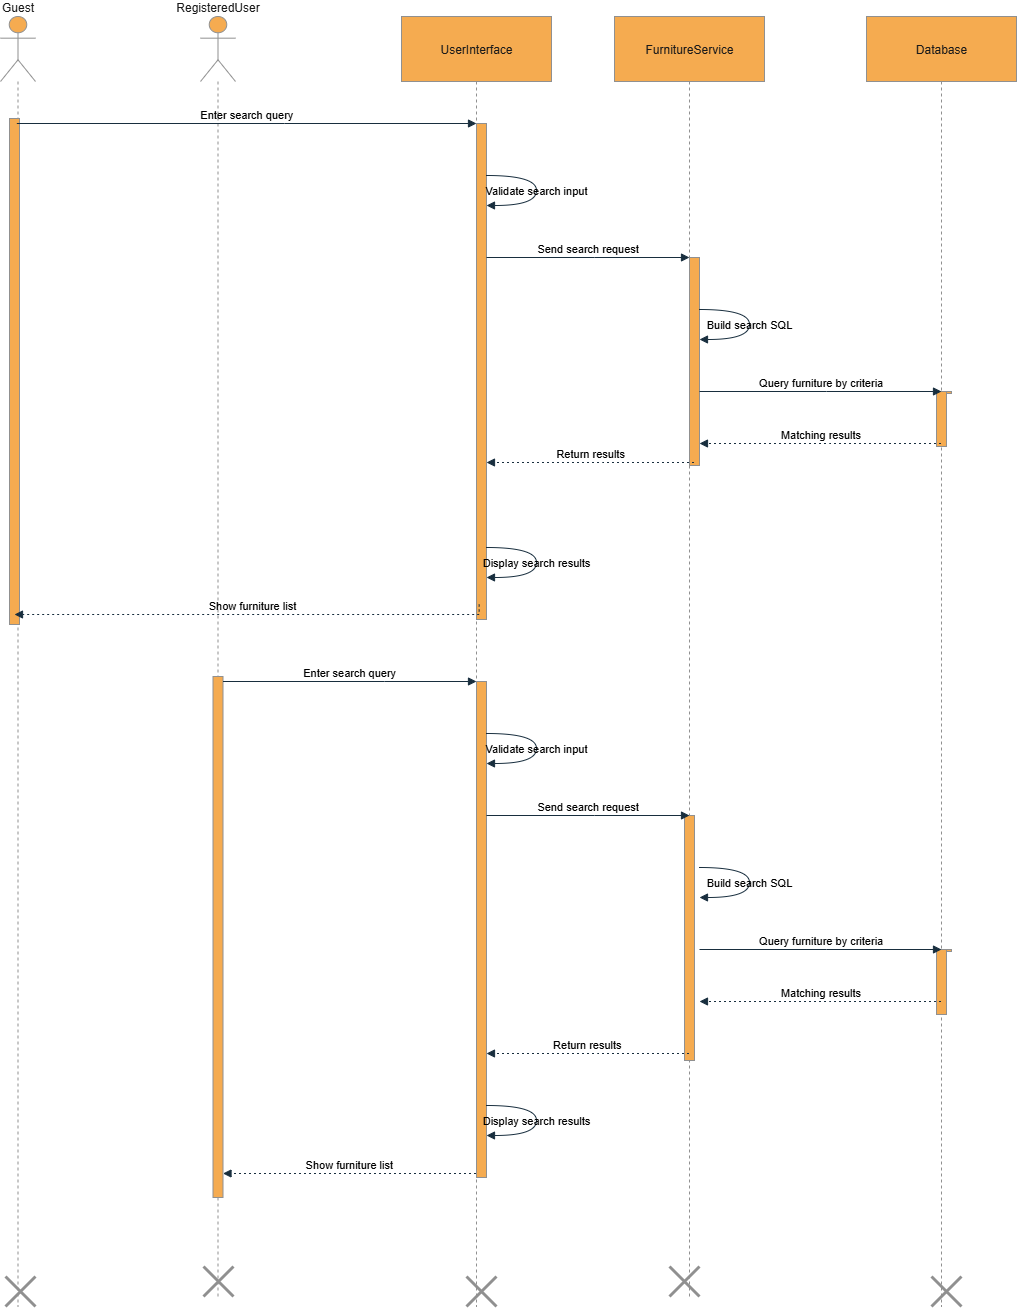 Guest
RegisteredUser
UserInterface
FurnitureService
Database
Enter search query
Validate search input
Send search request
Build search SQL
Query furniture by criteria
Matching results
Return results
Display search results
Show furniture list
Enter search query
Validate search input
Send search request
Build search SQL
Query furniture by criteria
Matching results
Return results
Display search results
Show furniture list